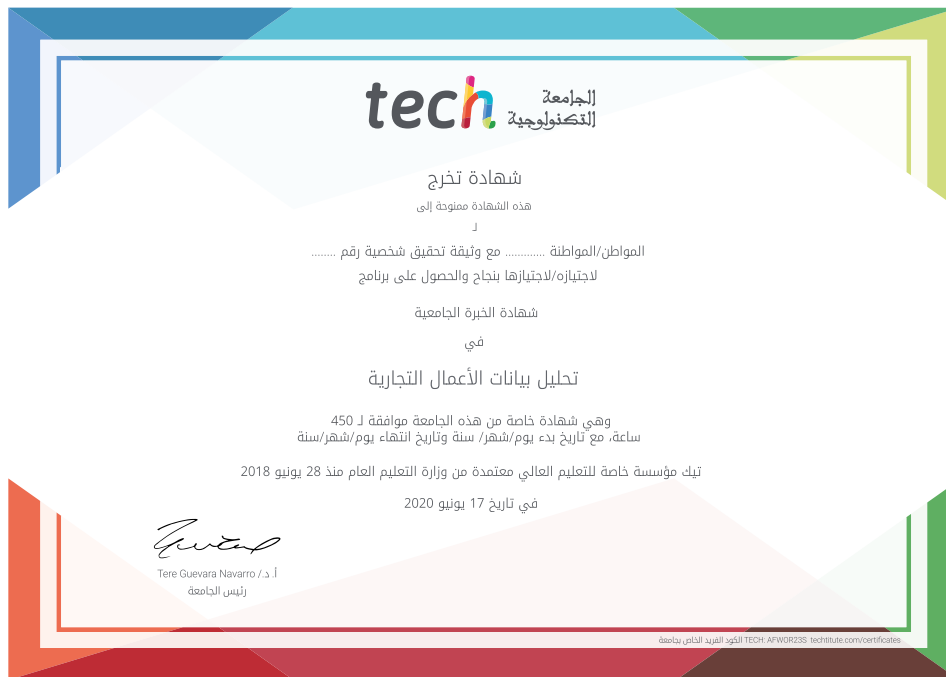 tech الجامعة
التكنولوجية
شهادة تخرج
هذه الشهادة ممنوحة إلى
لـ
المواطن/المواطنة ............ مع وثيقة تحقيق شخصية رقم ........
لاجتيازه/لاجتيازها بنجاح والحصول على برنامج
شهادة الخبرة الجامعية
في
تحليل بيانات الأعمال التجارية
وهي شهادة خاصة من هذه الجامعة موافقة لـ 450
ساعة، مع تاريخ بدء يوم/شهر/ سنة وتاريخ انتهاء يوم/شهر/سنة
تيك مؤسسة خاصة للتعليم العالي معتمدة من وزارة التعليم العام منذ 28 يونيو 2018
في تاريخ 17 يونيو 2020
أ. د./ Tere Guevara Navarro
رئيس الجامعة
الكود الفريد الخاص بجامعة TECH: AFWOR23S techtitute.com/certificates